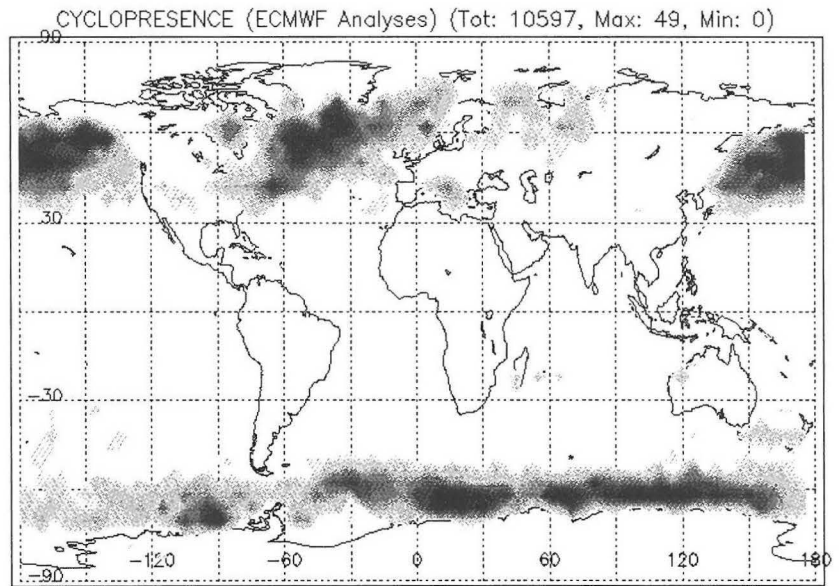 CYCLOPRESENCE (ECMWF Analyses) (Tot: 10597, Max: 49, Min: 0)
90
30
-30
-90
-120 -60 0 60 120 180